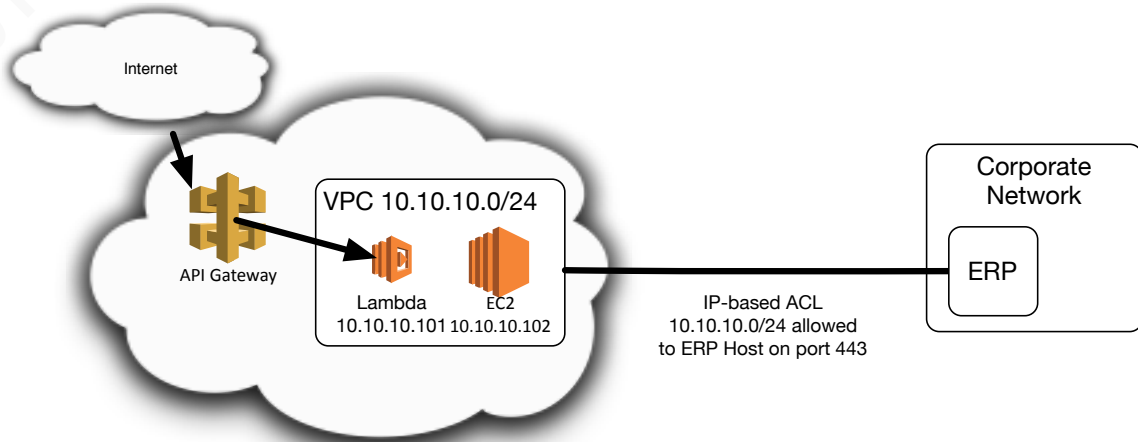 Internet
API Gateway
VPC 10.10.10.0/24
Lambda
10.10.10.101
EC2
10.10.10.102
IP-based ACL
10.10.10.0/24 allowed
to ERP Host on port 443
Corporate
Network
ERP